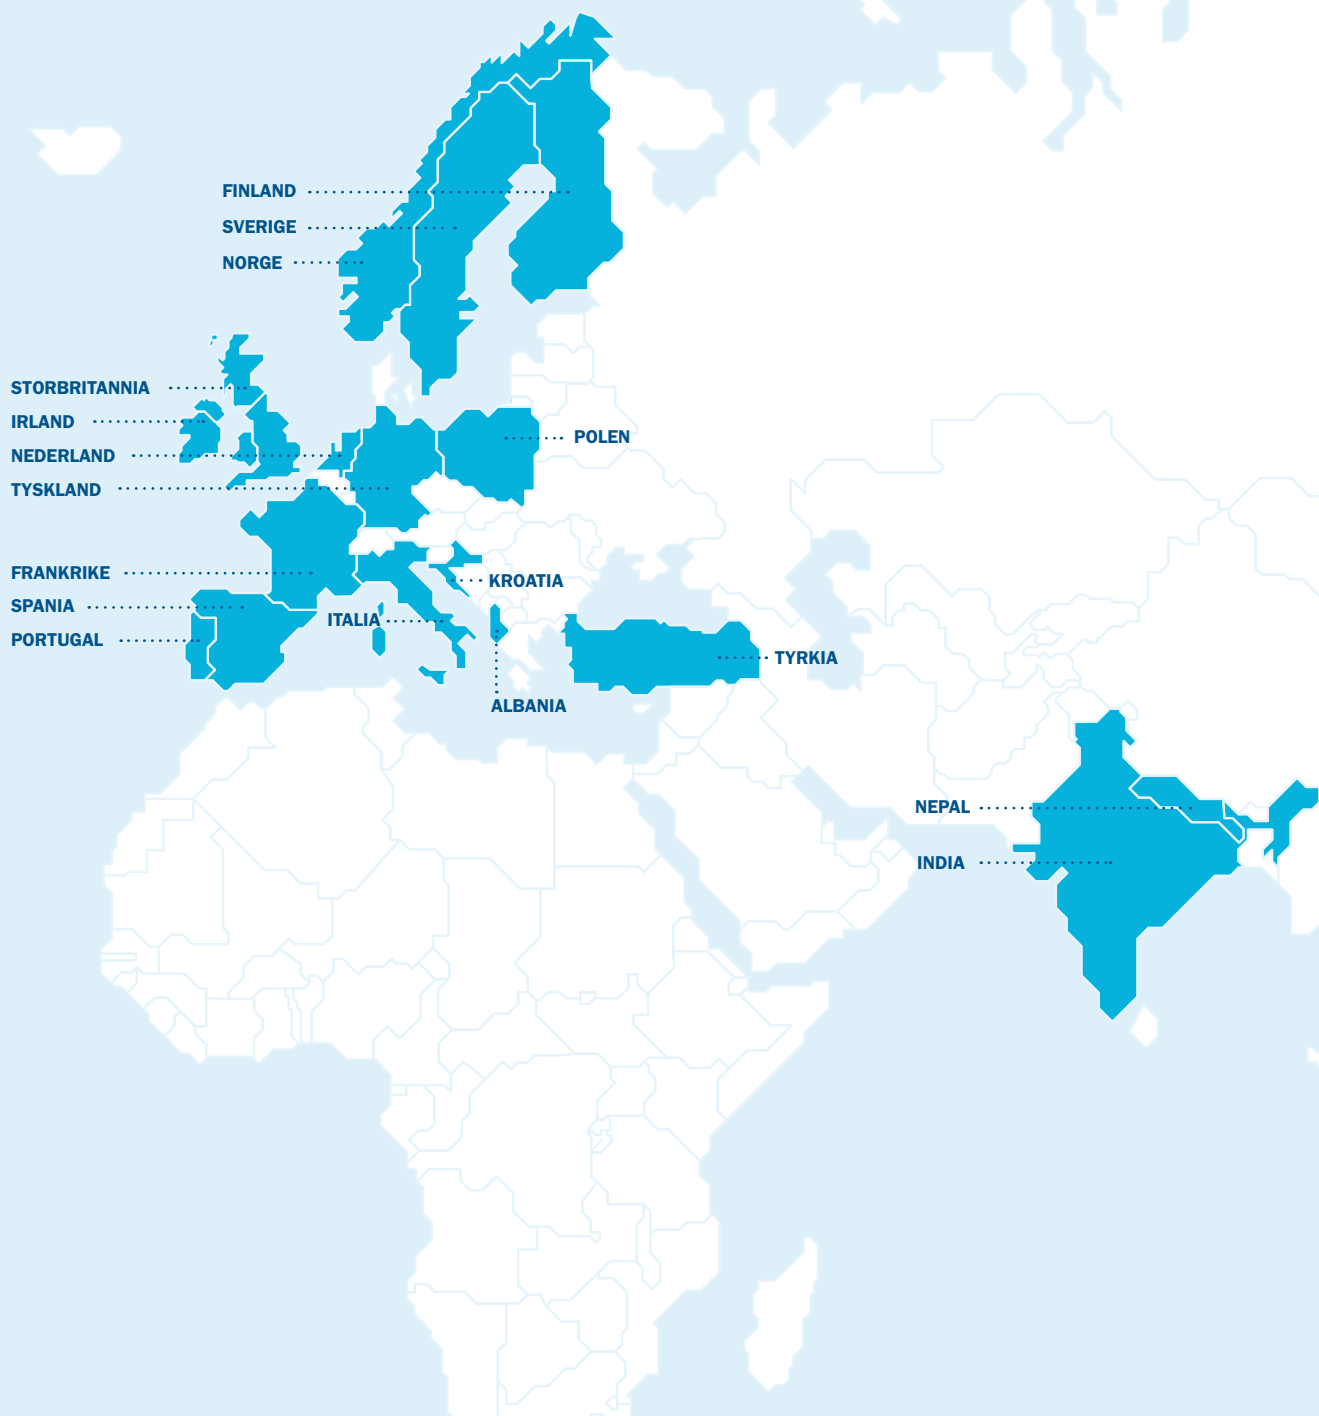 FINLAND
SVERIGE
NORGE
STORBRITANNIA
IRLAND
NEDERLAND
TYSKLAND
POLEN
FRANKRIKE
SPANIA
PORTUGAL
KROATIA
ITALIA
ALBANIA
TYRKIA
NEPAL
INDIA